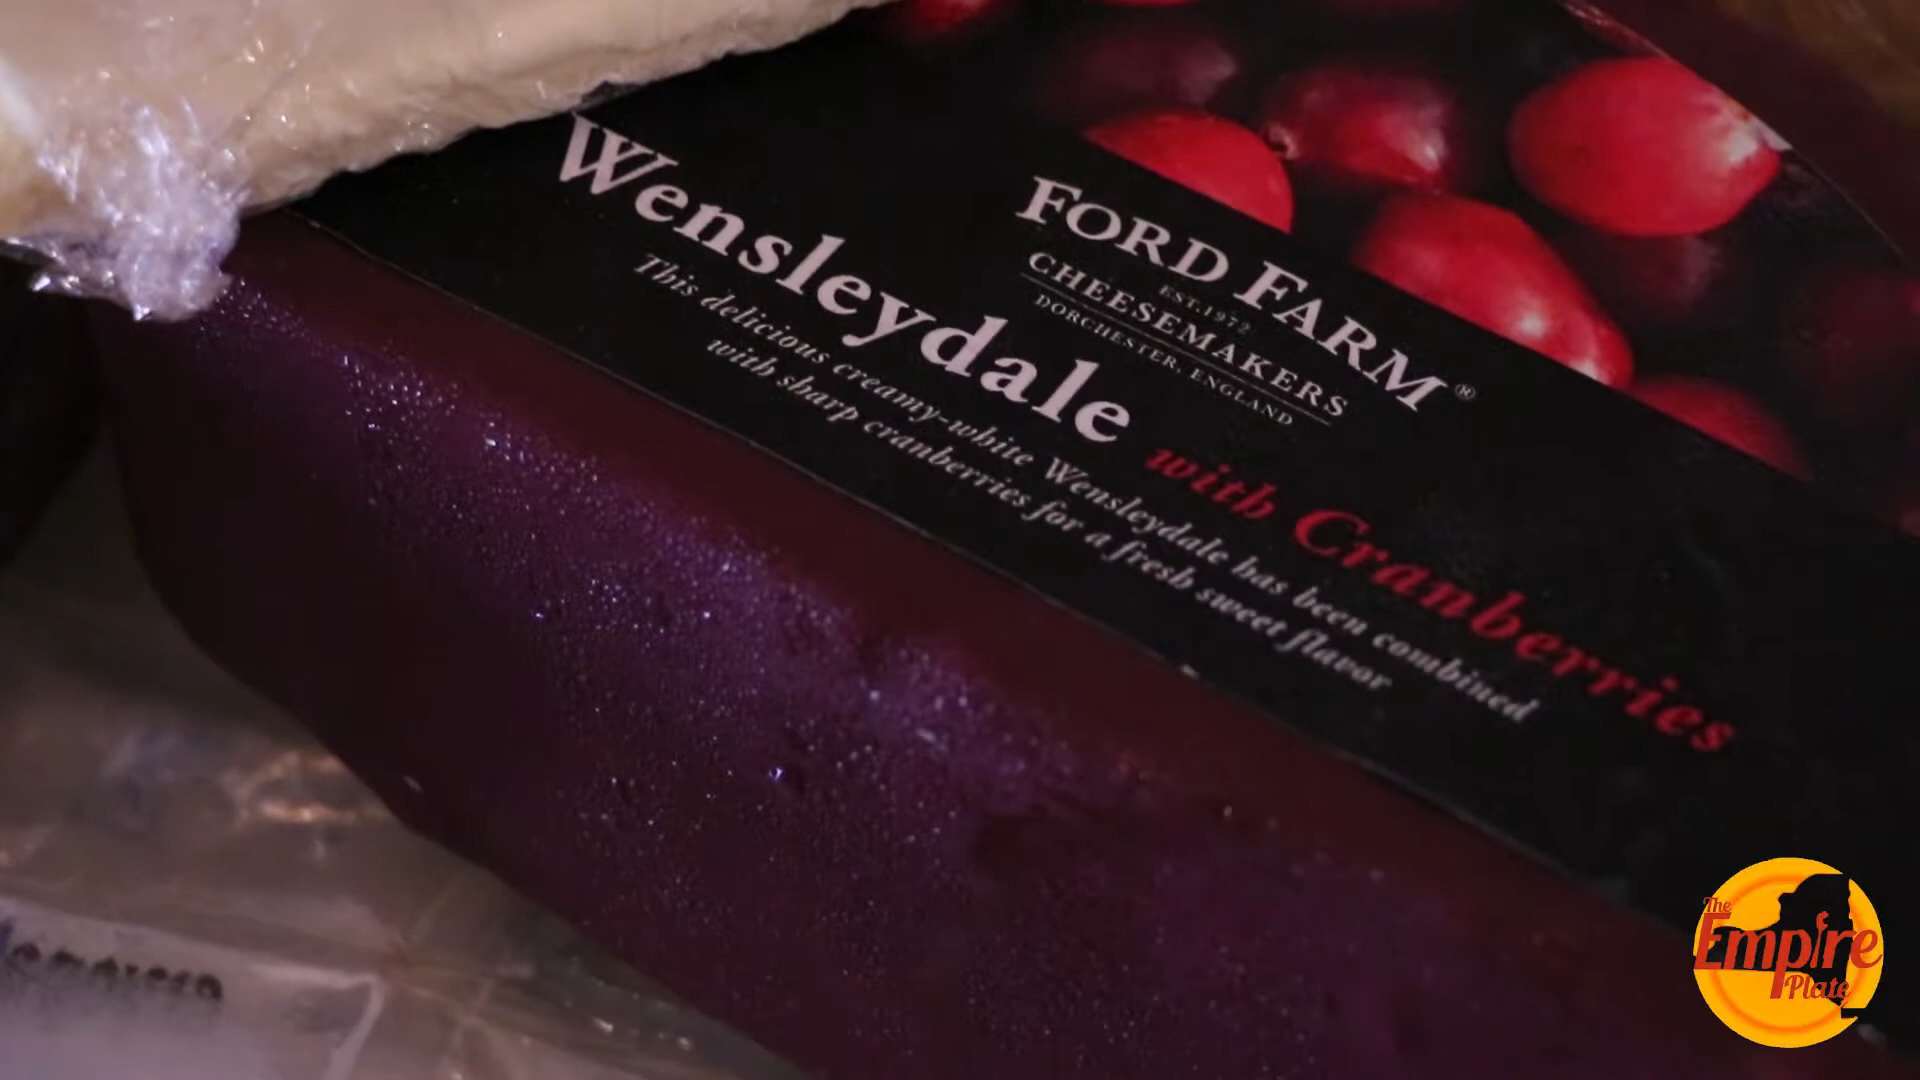 FORD FARM®
EST.1972
CHEESEMAKERS
DORCHESTER, ENGLAND
Wensleydale with Cranberries
This delicious creamy-white Wensleydale has been combined
with sharp cranberries for a fresh sweet flavor
The
Empire
Plate